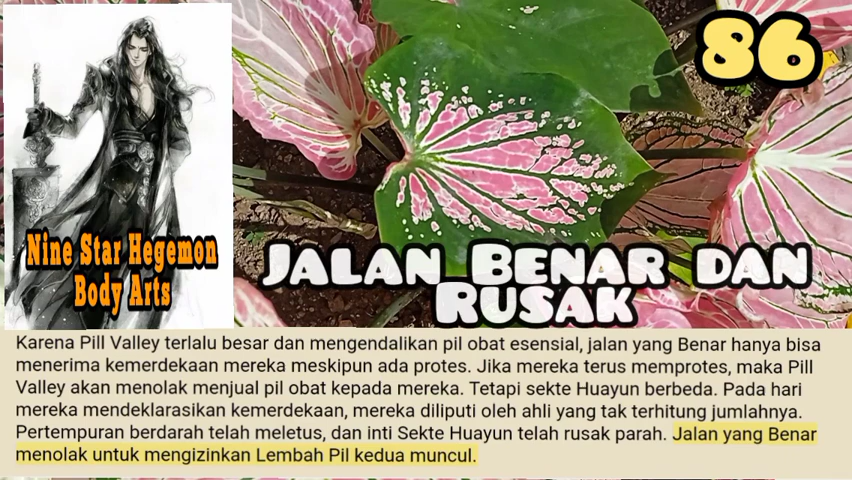 86
Nine Star Hegemon
Body Arts
Jalan Benar dan
Rusak
Karena Pill Valley terlalu besar dan mengendalikan pil obat esensial, jalan yang Benar hanya bisa
menerima kemerdekaan mereka meskipun ada protes. Jika mereka terus memprotes, maka Pill
Valley akan menolak menjual pil obat kepada mereka. Tetapi sekte Huayun berbeda. Pada hari
mereka mendeklarasikan kemerdekaan, mereka diliputi oleh ahli yang tak terhitung jumlahnya.
Pertempuran berdarah telah meletus, dan inti Sekte Huayun telah rusak parah. Jalan yang Benar
menolak untuk mengizinkan Lembah Pil kedua muncul.